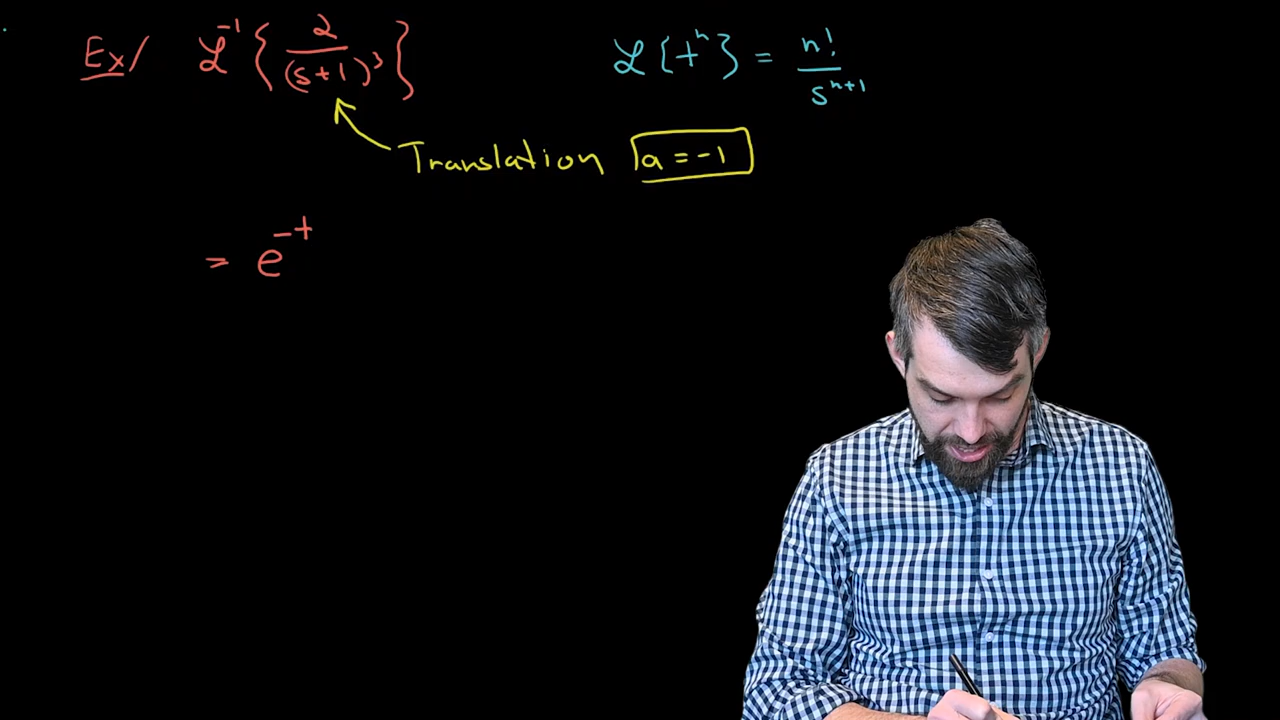 Ex/ ℒ⁻¹{ 2/(s+1)³ } ℒ{tⁿ} = n!/sⁿ⁺¹
Translation a = -1
= e⁻ᵗ